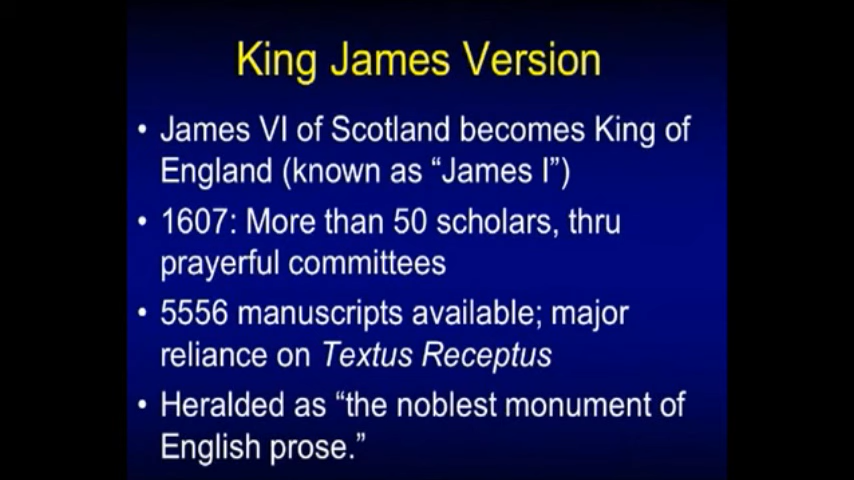 King James Version
• James VI of Scotland becomes King of
England (known as “James I”)
• 1607: More than 50 scholars, thru
prayerful committees
• 5556 manuscripts available; major
reliance on Textus Receptus
• Heralded as “the noblest monument of
English prose.”